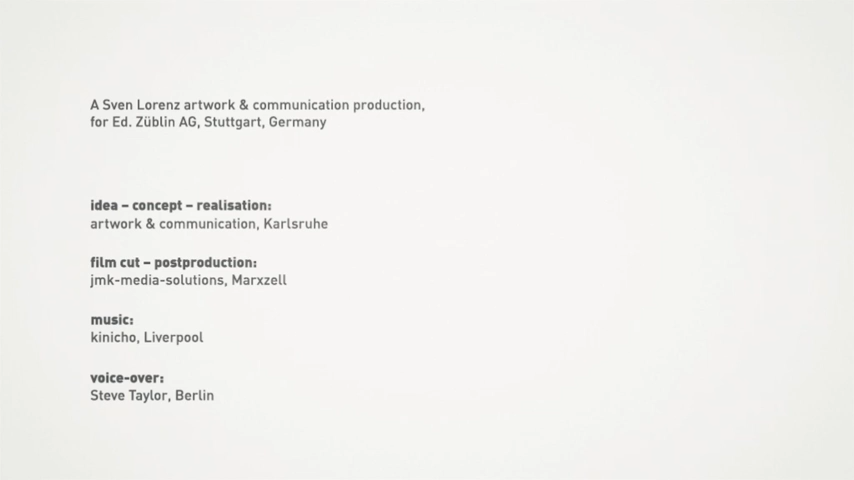 A Sven Lorenz artwork & communication production,
for Ed. Züblin AG, Stuttgart, Germany
idea – concept – realisation:
artwork & communication, Karlsruhe
film cut – postproduction:
jmk-media-solutions, Marxzell
music:
kinicho, Liverpool
voice-over:
Steve Taylor, Berlin